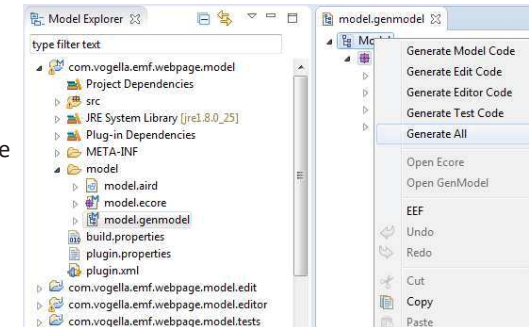 Model Explorer
type filter text
com.vogella.emf.webpage.model
Project Dependencies
src
JRE System Library [jre1.8.0_25]
Plug-in Dependencies
META-INF
model
model.aird
model.ecore
model.genmodel
build.properties
plugin.properties
plugin.xml
com.vogella.emf.webpage.model.edit
com.vogella.emf.webpage.model.editor
com.vogella.emf.webpage.model.tests
e
model.genmodel
Generate Model Code
Generate Edit Code
Generate Editor Code
Generate Test Code
Generate All
Open Ecore
Open GenModel
EEF
Undo
Redo
Cut
Copy
Paste